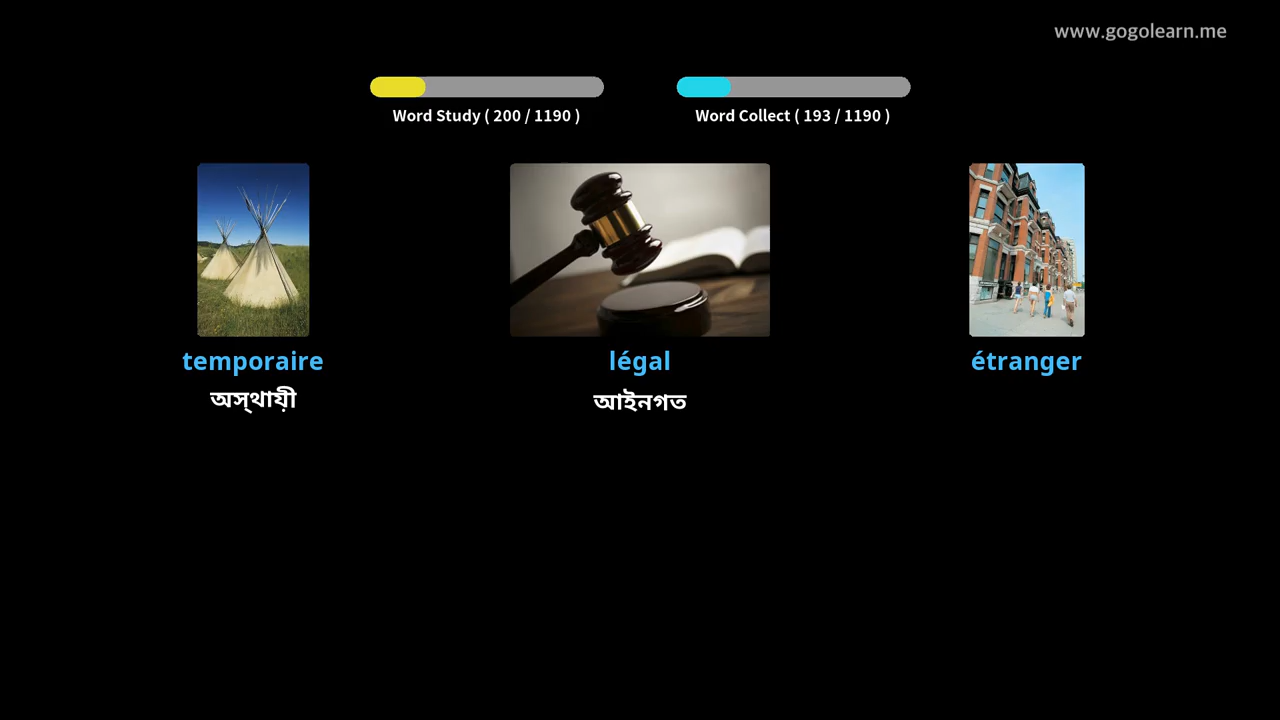 www.gogolearn.me
Word Study ( 200 / 1190 )
Word Collect ( 193 / 1190 )
temporaire
légal
étranger
অস্থায়ী
আইনগত